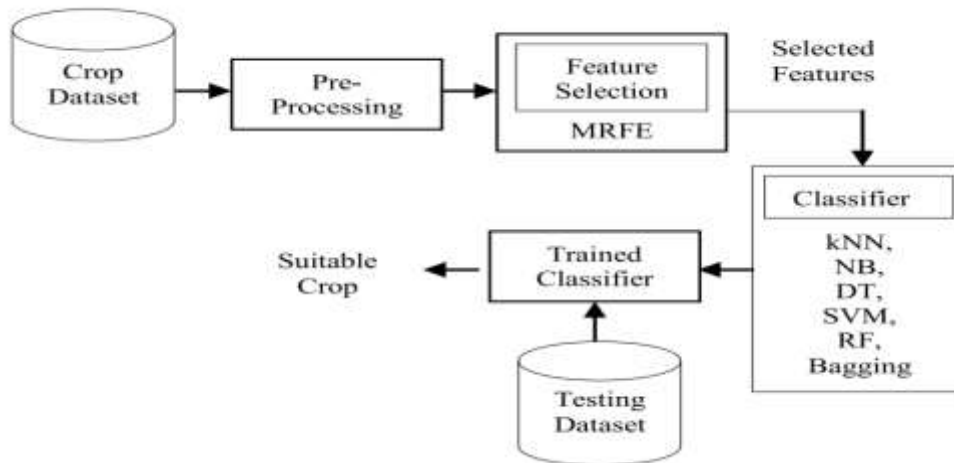 Crop
Dataset
Pre-
Processing
Feature
Selection
MRFE
Selected
Features
Classifier
kNN,
NB,
DT,
SVM,
RF,
Bagging
Trained
Classifier
Suitable
Crop
Testing
Dataset